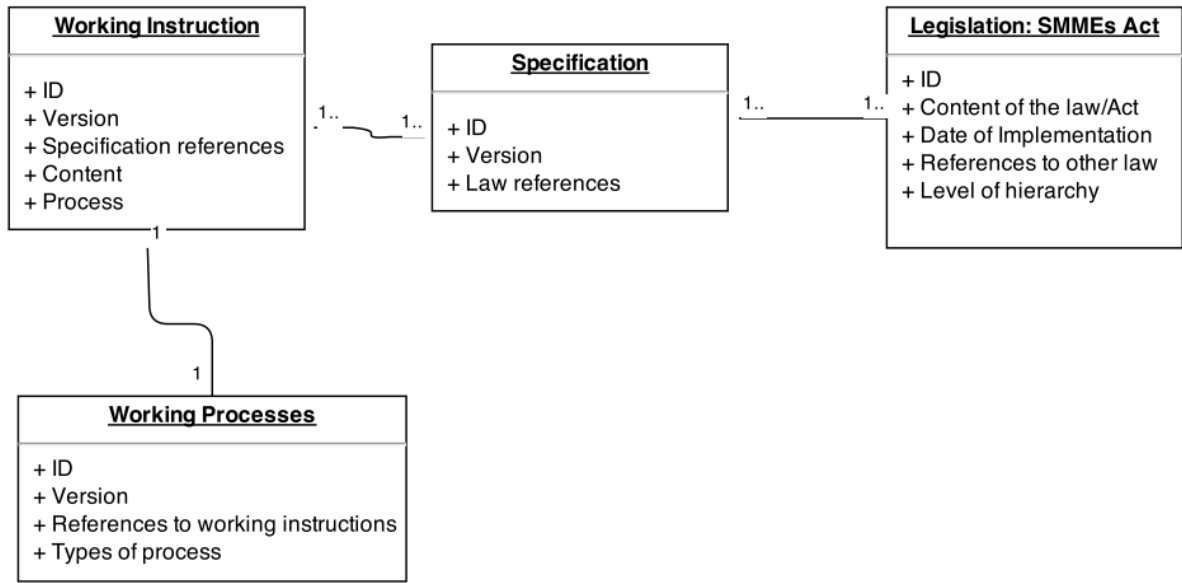 Working Instruction
+ ID
+ Version
+ Specification references
+ Content
+ Process
1..
1..
Specification
+ ID
+ Version
+ Law references
1..
1..
Legislation: SMMEs Act
+ ID
+ Content of the law/Act
+ Date of Implementation
+ References to other law
+ Level of hierarchy
1
1
Working Processes
+ ID
+ Version
+ References to working instructions
+ Types of process